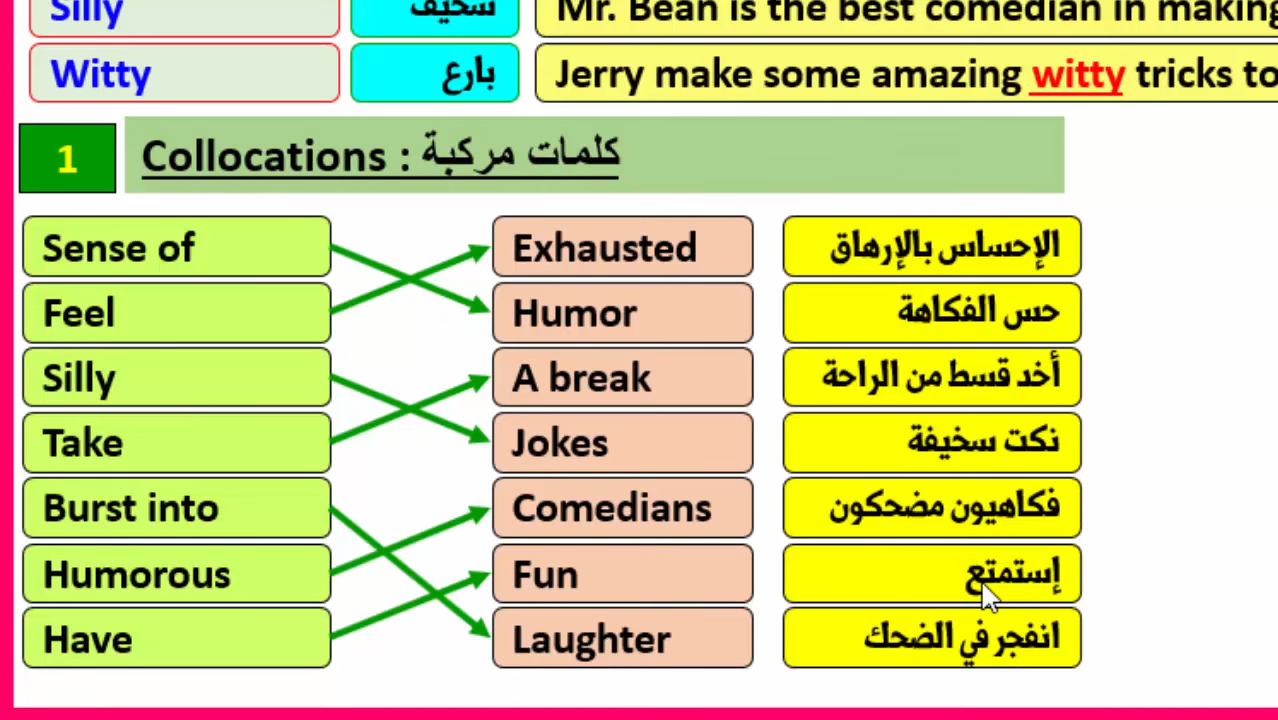 Silly سخيف Mr. Bean is the best comedian in making
Witty بارع Jerry make some amazing witty tricks to
1 Collocations : كلمات مركبة
Sense of Exhausted الإحساس بالإرهاق
Feel Humor حس الفكاهة
Silly A break أخد قسط من الراحة
Take Jokes نكت سخيفة
Burst into Comedians فكاهيون مضحكون
Humorous Fun إستمتع
Have Laughter انفجر في الضحك